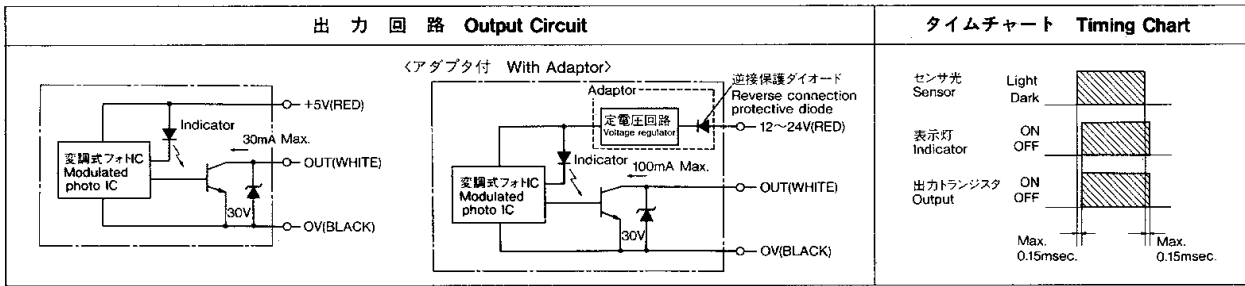 出力回路 Output Circuit
+5V(RED)
Indicator
30mA Max.
変調式フォトIC
Modulated
photo IC
OUT(WHITE)
30V
OV(BLACK)
<アダプタ付 With Adaptor>
逆接保護ダイオード
Reverse connection
protective diode
Adaptor
定電圧回路
Voltage regulator
12~24V(RED)
Indicator
100mA Max.
変調式フォトIC
Modulated
photo IC
OUT(WHITE)
30V
OV(BLACK)
タイムチャート Timing Chart
センサ光
Sensor
Light
Dark
表示灯
Indicator
ON
OFF
出力トランジスタ
Output
ON
OFF
Max.
0.15msec.
Max.
0.15msec.